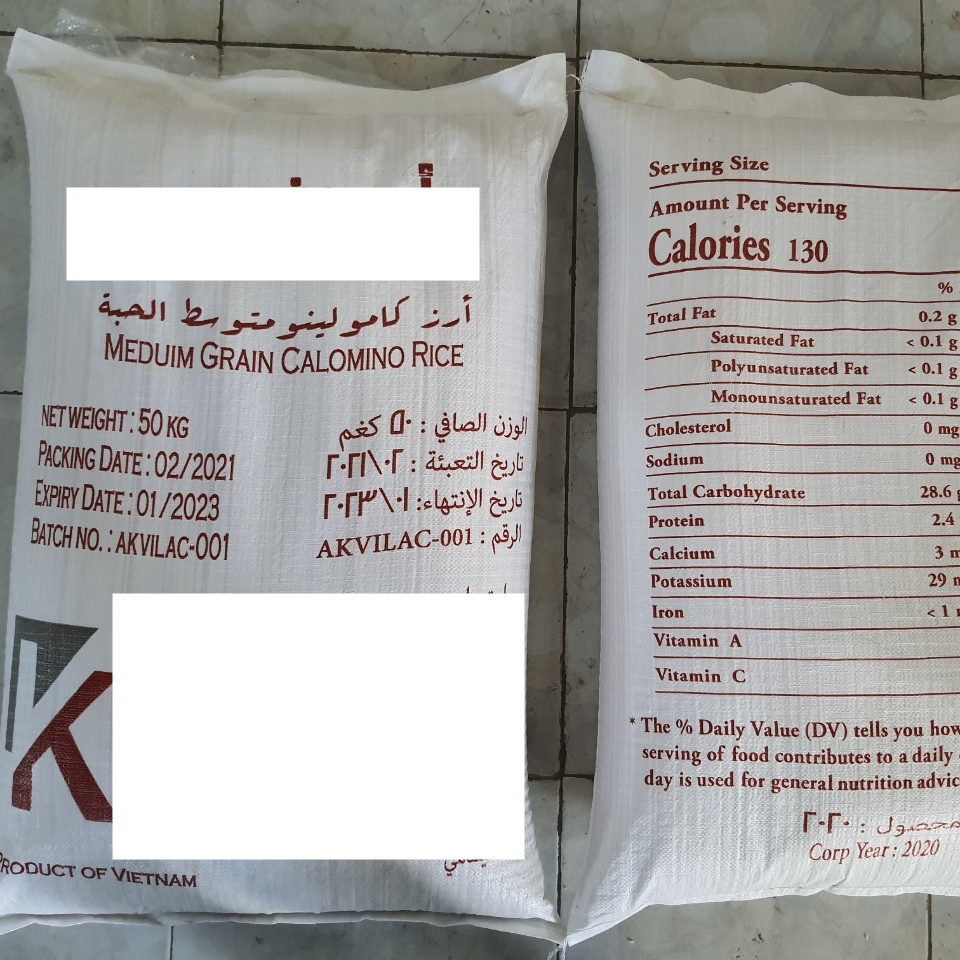 أرز كامولينو متوسط الحبة
MEDUIM GRAIN CALOMINO RICE
NET WEIGHT : 50 KG
الوزن الصافي : ٥٠ كغم
PACKING DATE : 02/2021
تاريخ التعبئة : ٢٠٢١\٠٢
EXPIRY DATE : 01/2023
تاريخ الإنتهاء: ٢٠٢٣\٠١
BATCH NO. : AKVILAC-001
الرقم : AKVILAC-001
K
PRODUCT OF VIETNAM
Serving Size
Amount Per Serving
Calories 130
%
Total Fat 0.2 g
Saturated Fat < 0.1 g
Polyunsaturated Fat < 0.1 g
Monounsaturated Fat < 0.1 g
Cholesterol 0 mg
Sodium 0 mg
Total Carbohydrate 28.6 g
Protein 2.4
Calcium 3 m
Potassium 29 m
Iron < 1
Vitamin A
Vitamin C
* The % Daily Value (DV) tells you how
serving of food contributes to a daily
day is used for general nutrition advic
محصول : ٢٠٢٠
Corp Year : 2020